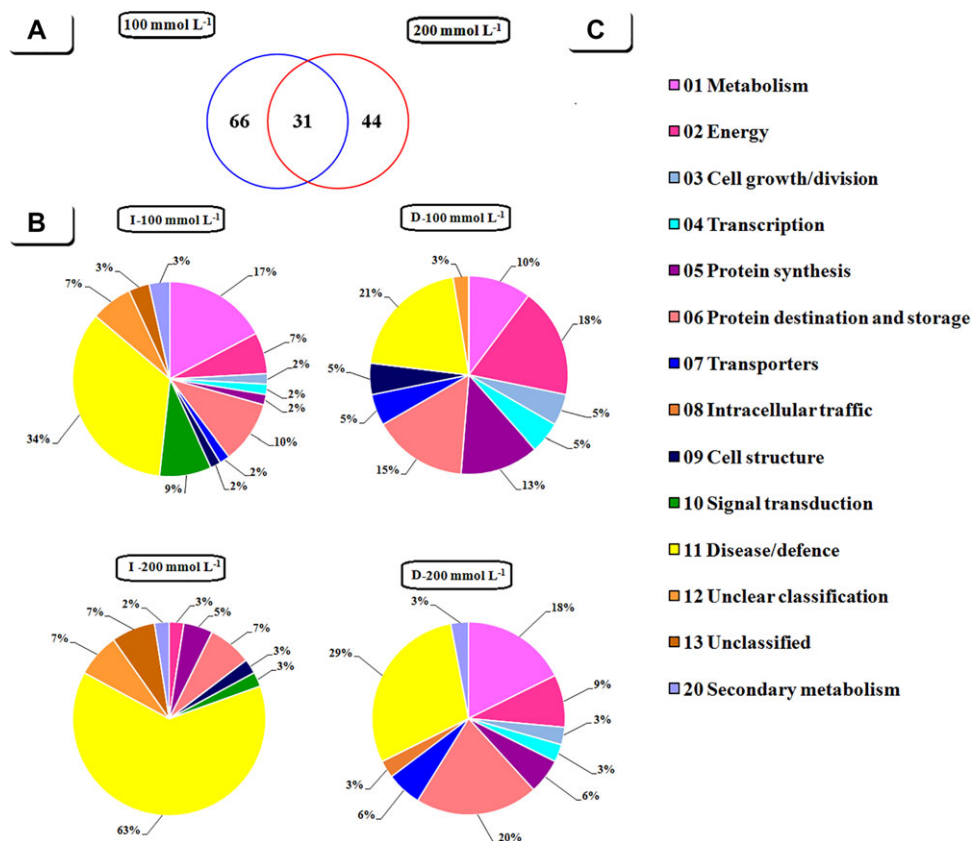 A
100 mmol L-1
200 mmol L-1
66
31
44
B
I-100 mmol L-1
3%
3%
17%
7%
7%
2%
2%
2%
10%
2%
2%
9%
34%
D-100 mmol L-1
3%
10%
21%
18%
5%
5%
5%
5%
15%
13%
I -200 mmol L-1
2%
3%
7%
5%
7%
7%
3%
3%
63%
D-200 mmol L-1
3%
18%
29%
9%
3%
3%
3%
6%
6%
20%
C
01 Metabolism
02 Energy
03 Cell growth/division
04 Transcription
05 Protein synthesis
06 Protein destination and storage
07 Transporters
08 Intracellular traffic
09 Cell structure
10 Signal transduction
11 Disease/defence
12 Unclear classification
13 Unclassified
20 Secondary metabolism